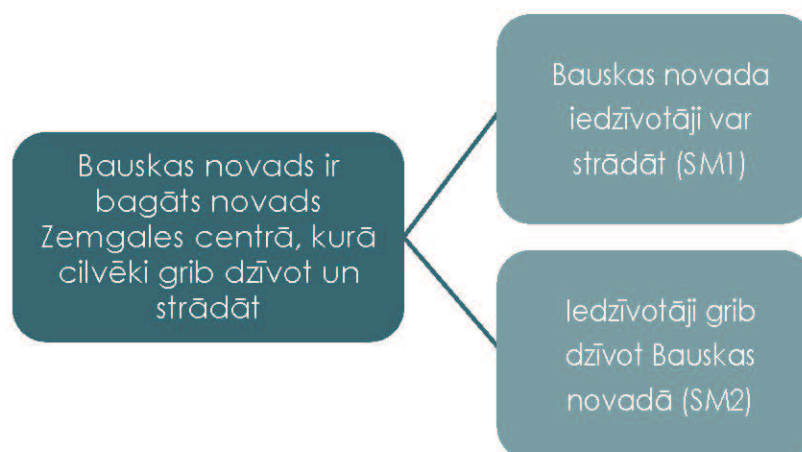 Bauskas novads ir
bagāts novads
Zemgales centrā, kurā
cilvēki grib dzīvot un
strādāt
Bauskas novada
iedzīvotāji var
strādāt (SM1)
Iedzīvotāji grib
dzīvot Bauskas
novadā (SM2)